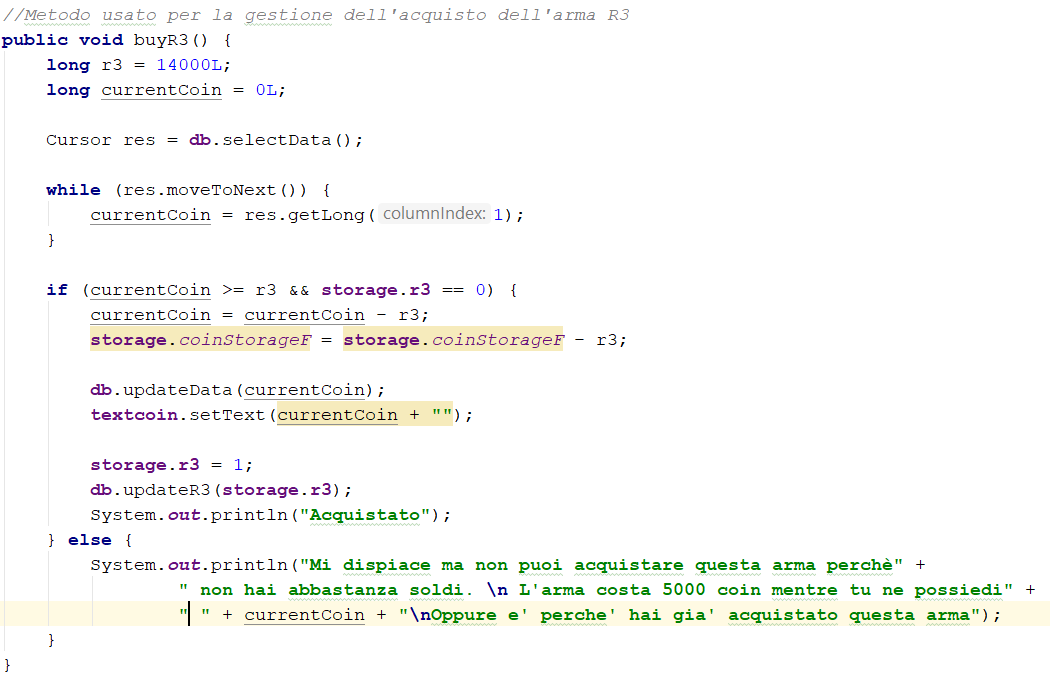 //Metodo usato per la gestione dell'acquisto dell'arma R3
public void buyR3() {
    long r3 = 14000L;
    long currentCoin = 0L;

    Cursor res = db.selectData();

    while (res.moveToNext()) {
        currentCoin = res.getLong( columnIndex: 1);
    }

    if (currentCoin >= r3 && storage.r3 == 0) {
        currentCoin = currentCoin - r3;
        storage.coinStorageF = storage.coinStorageF - r3;

        db.updateData(currentCoin);
        textcoin.setText(currentCoin + "");

        storage.r3 = 1;
        db.updateR3(storage.r3);
        System.out.println("Acquistato");
    } else {
        System.out.println("Mi dispiace ma non puoi acquistare questa arma perchè" +
                " non hai abbastanza soldi. \n L'arma costa 5000 coin mentre tu ne possiedi" +
                " " + currentCoin + "\nOppure e' perche' hai gia' acquistato questa arma");
    }
}